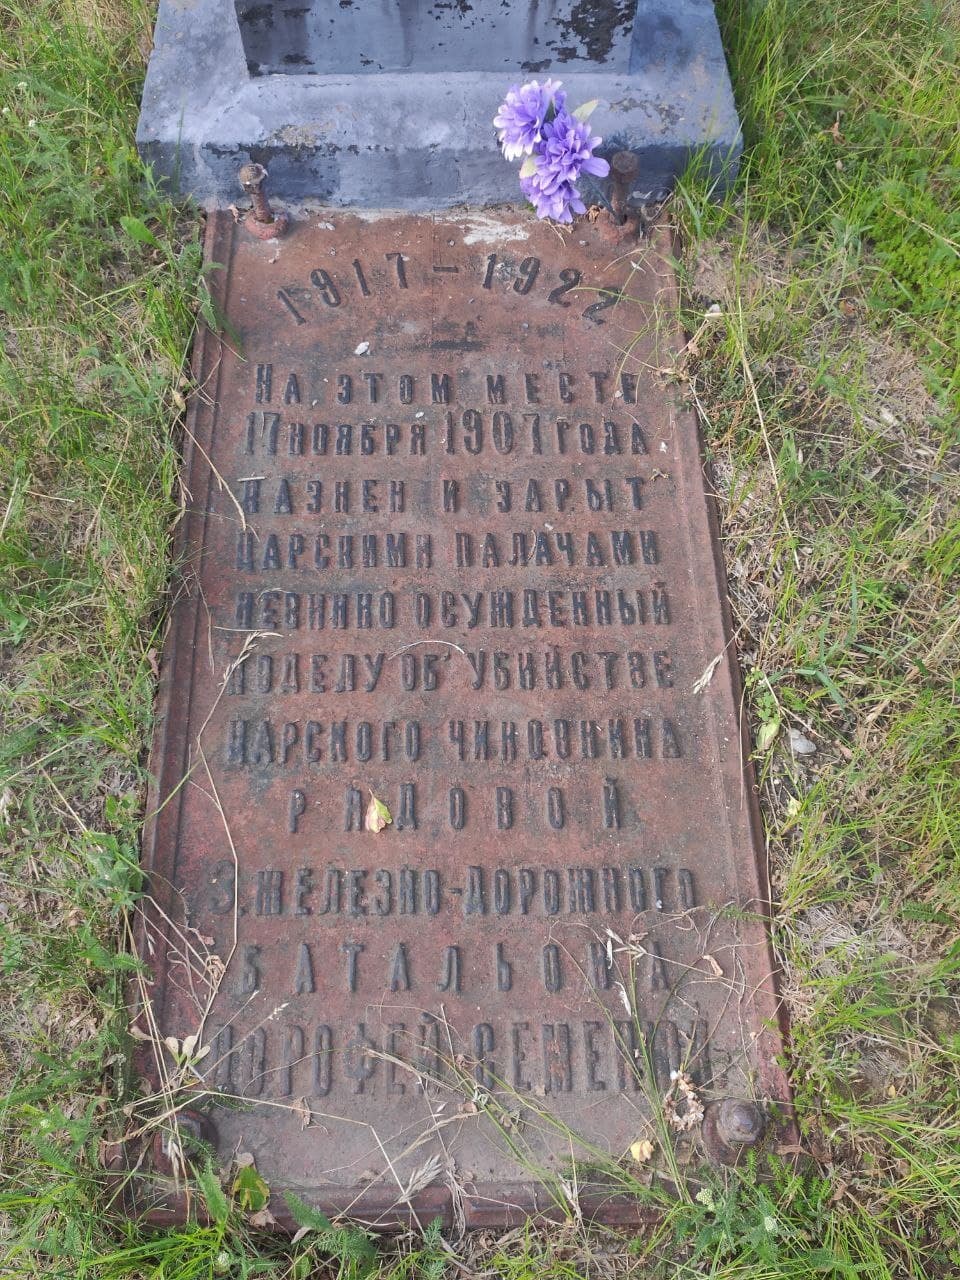 1917-1922
На этом месте
17 ноября 1907 года
казнен и зарыт
царскими палачами
невинно осужденный
поделу об' убийстве
царского чиновника
рядовой
3. железно-дорожного
батальона
Дорофей Семенюк